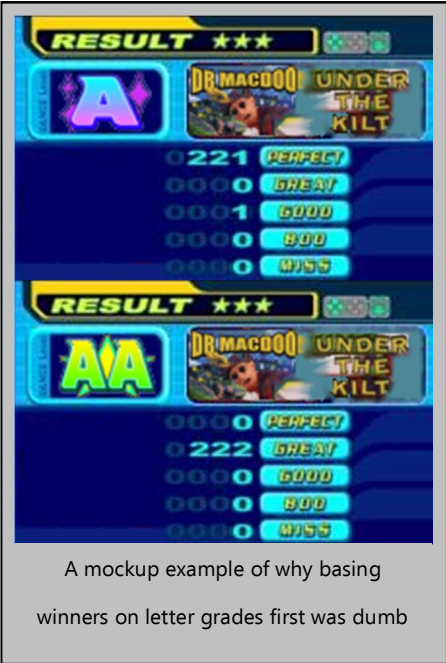 RESULT ★★★
A
DR MACDOO! UNDER
THE
KILT
0221 PERFECT
0000 GREAT
0001 GOOD
0000 BOO
0000 MISS
RESULT ★★★
AA
DR MACDOO! UNDER
THE
KILT
0000 PERFECT
0222 GREAT
0000 GOOD
0000 BOO
0000 MISS
A mockup example of why basing
winners on letter grades first was dumb